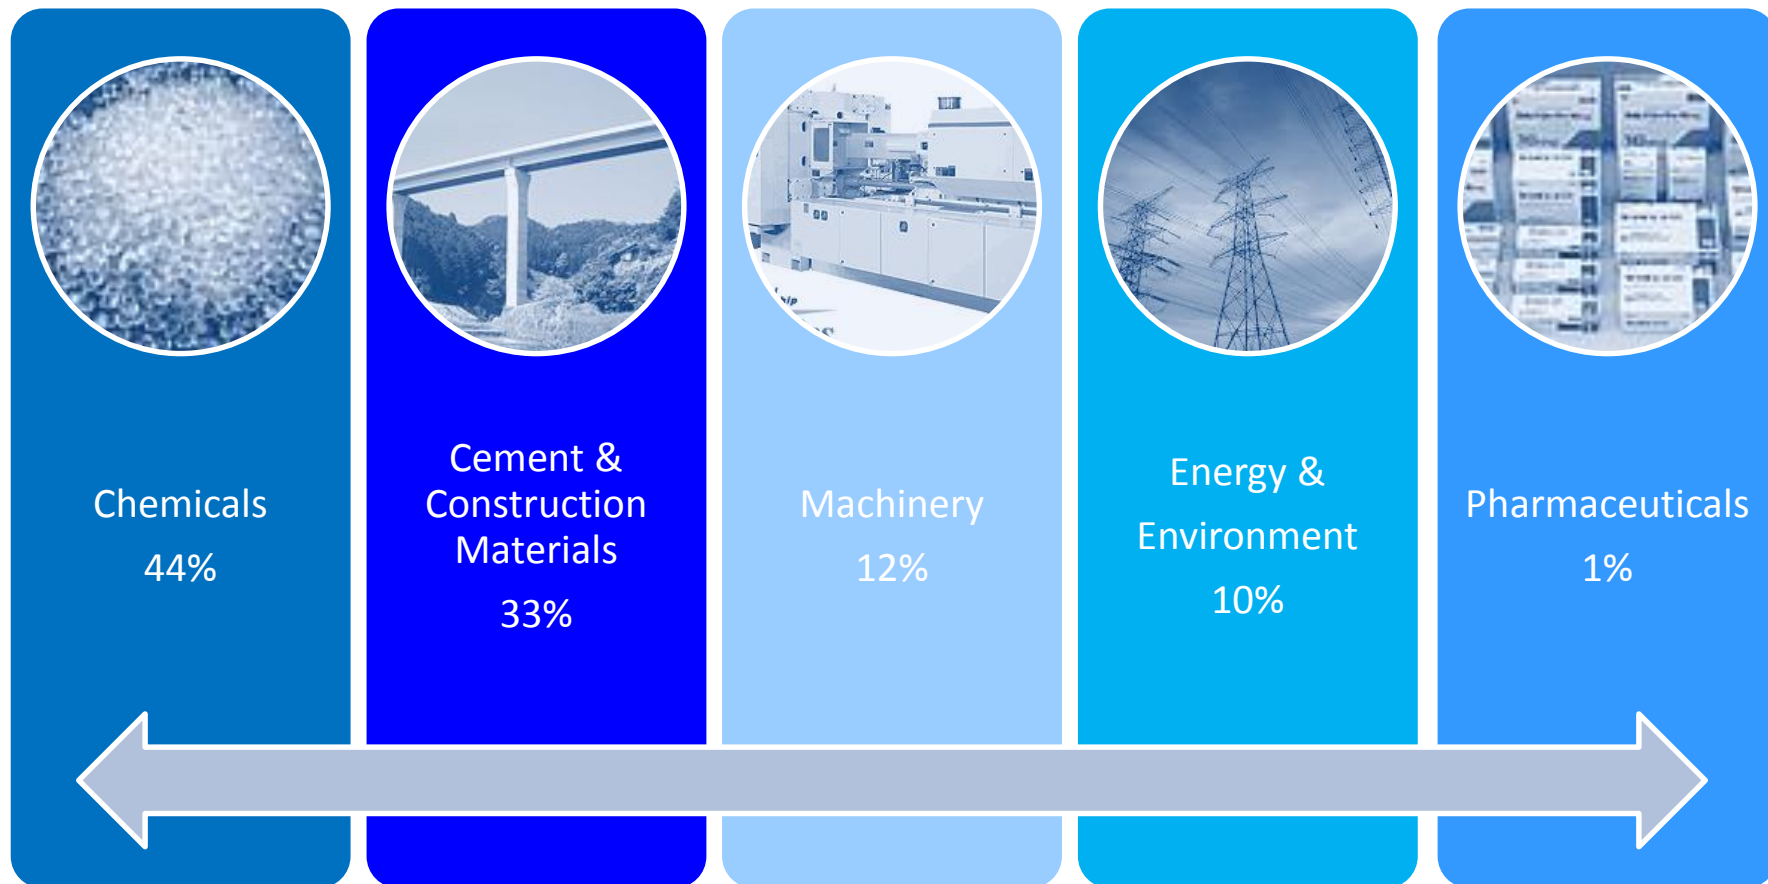 Chemicals
44%
Cement &
Construction
Materials
33%
Machinery
12%
Energy &
Environment
10%
Pharmaceuticals
1%